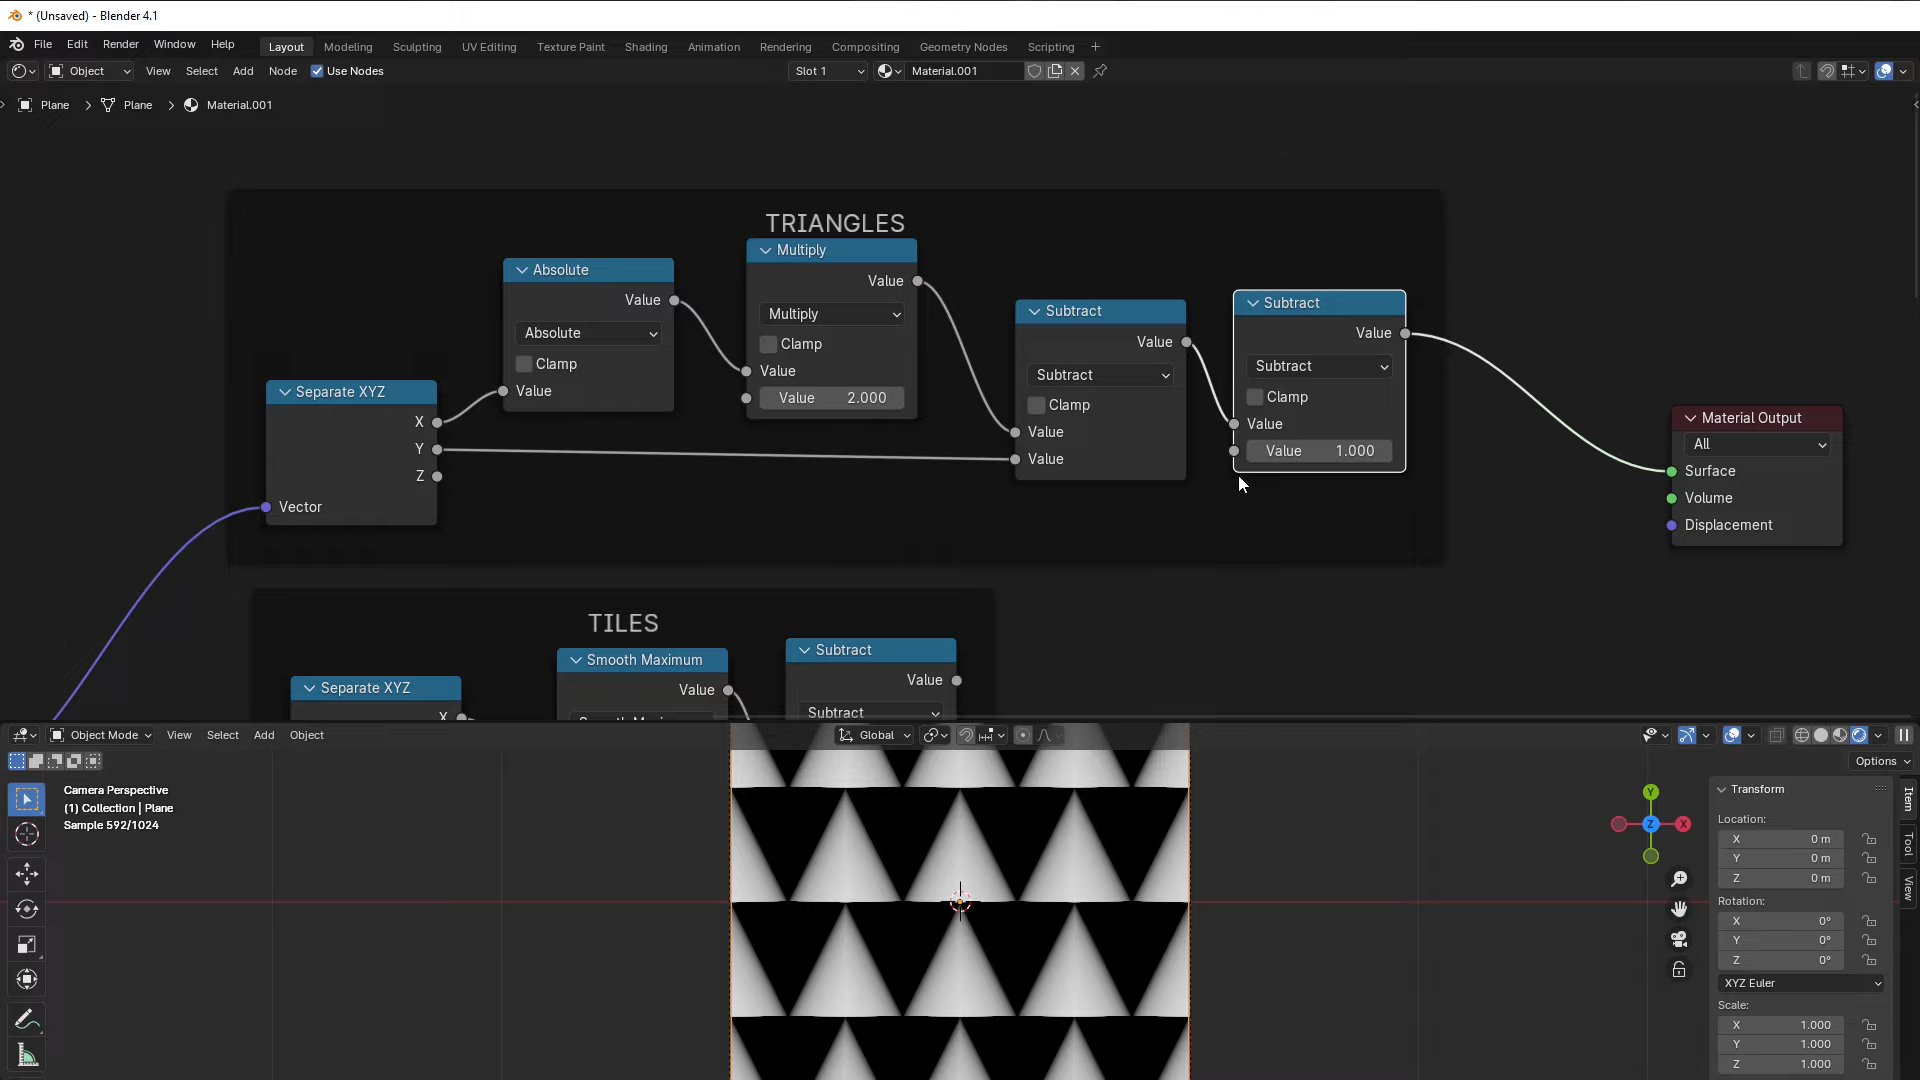 * (Unsaved) - Blender 4.1
File Edit Render Window Help Layout Modeling Sculpting UV Editing Texture Paint Shading Animation Rendering Compositing Geometry Nodes Scripting +
Object View Select Add Node Use Nodes Slot 1 Material.001
Plane > Plane > Material.001
TRIANGLES
Separate XYZ
X
Y
Z
Vector
Absolute
Value
Absolute
Clamp
Value
Multiply
Value
Multiply
Clamp
Value
Value 2.000
Subtract
Value
Subtract
Clamp
Value
Value
Subtract
Value
Subtract
Clamp
Value
Value 1.000
Material Output
All
Surface
Volume
Displacement
TILES
Separate XYZ
X
Smooth Maximum
Value
Smooth Maximum
Subtract
Value
Subtract
Object Mode View Select Add Object Global
Options
Camera Perspective
(1) Collection | Plane
Sample 592/1024
Y
Z
X
Transform
Location:
X 0 m
Y 0 m
Z 0 m
Rotation:
X 0°
Y 0°
Z 0°
XYZ Euler
Scale:
X 1.000
Y 1.000
Z 1.000
Item
Tool
View